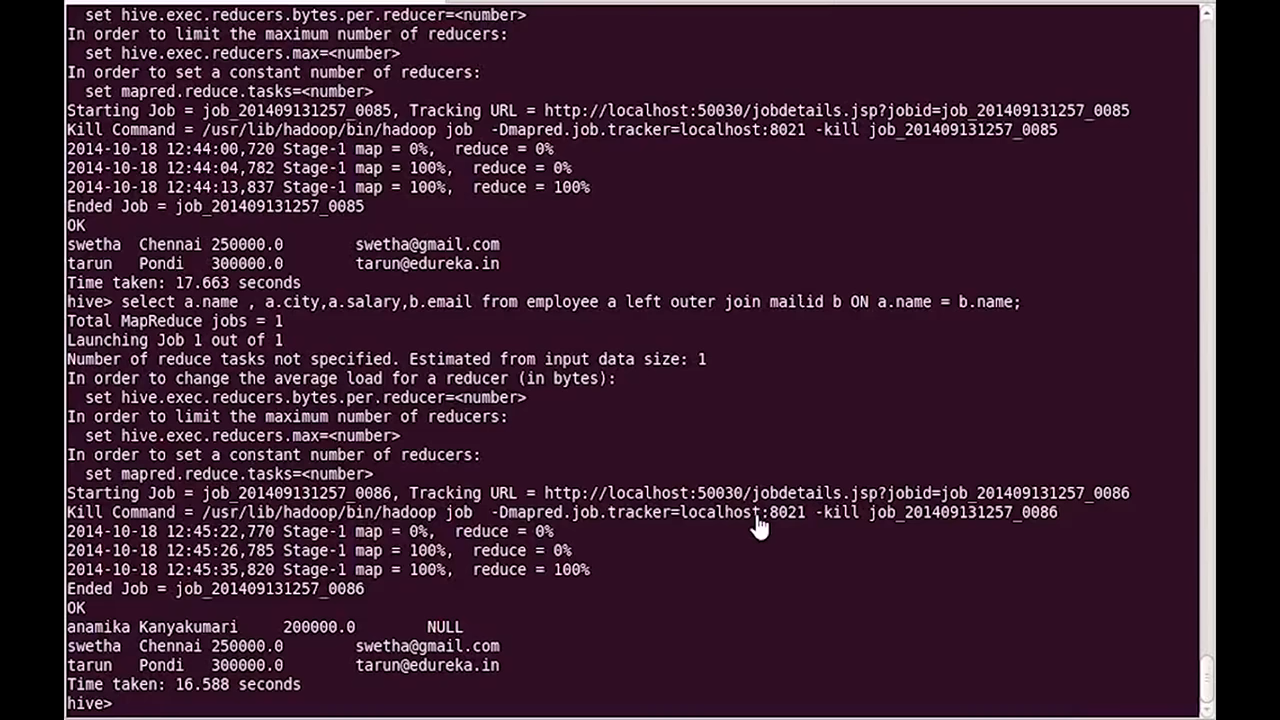 set hive.exec.reducers.bytes.per.reducer=<number>
In order to limit the maximum number of reducers:
  set hive.exec.reducers.max=<number>
In order to set a constant number of reducers:
  set mapred.reduce.tasks=<number>
Starting Job = job_201409131257_0085, Tracking URL = http://localhost:50030/jobdetails.jsp?jobid=job_201409131257_0085
Kill Command = /usr/lib/hadoop/bin/hadoop job  -Dmapred.job.tracker=localhost:8021 -kill job_201409131257_0085
2014-10-18 12:44:00,720 Stage-1 map = 0%,  reduce = 0%
2014-10-18 12:44:04,782 Stage-1 map = 100%,  reduce = 0%
2014-10-18 12:44:13,837 Stage-1 map = 100%,  reduce = 100%
Ended Job = job_201409131257_0085
OK
swetha  Chennai 250000.0        swetha@gmail.com
tarun   Pondi   300000.0        tarun@edureka.in
Time taken: 17.663 seconds
hive> select a.name , a.city,a.salary,b.email from employee a left outer join mailid b ON a.name = b.name;
Total MapReduce jobs = 1
Launching Job 1 out of 1
Number of reduce tasks not specified. Estimated from input data size: 1
In order to change the average load for a reducer (in bytes):
  set hive.exec.reducers.bytes.per.reducer=<number>
In order to limit the maximum number of reducers:
  set hive.exec.reducers.max=<number>
In order to set a constant number of reducers:
  set mapred.reduce.tasks=<number>
Starting Job = job_201409131257_0086, Tracking URL = http://localhost:50030/jobdetails.jsp?jobid=job_201409131257_0086
Kill Command = /usr/lib/hadoop/bin/hadoop job  -Dmapred.job.tracker=localhost:8021 -kill job_201409131257_0086
2014-10-18 12:45:22,770 Stage-1 map = 0%,  reduce = 0%
2014-10-18 12:45:26,785 Stage-1 map = 100%,  reduce = 0%
2014-10-18 12:45:35,820 Stage-1 map = 100%,  reduce = 100%
Ended Job = job_201409131257_0086
OK
anamika Kanyakumari     200000.0        NULL
swetha  Chennai 250000.0        swetha@gmail.com
tarun   Pondi   300000.0        tarun@edureka.in
Time taken: 16.588 seconds
hive>